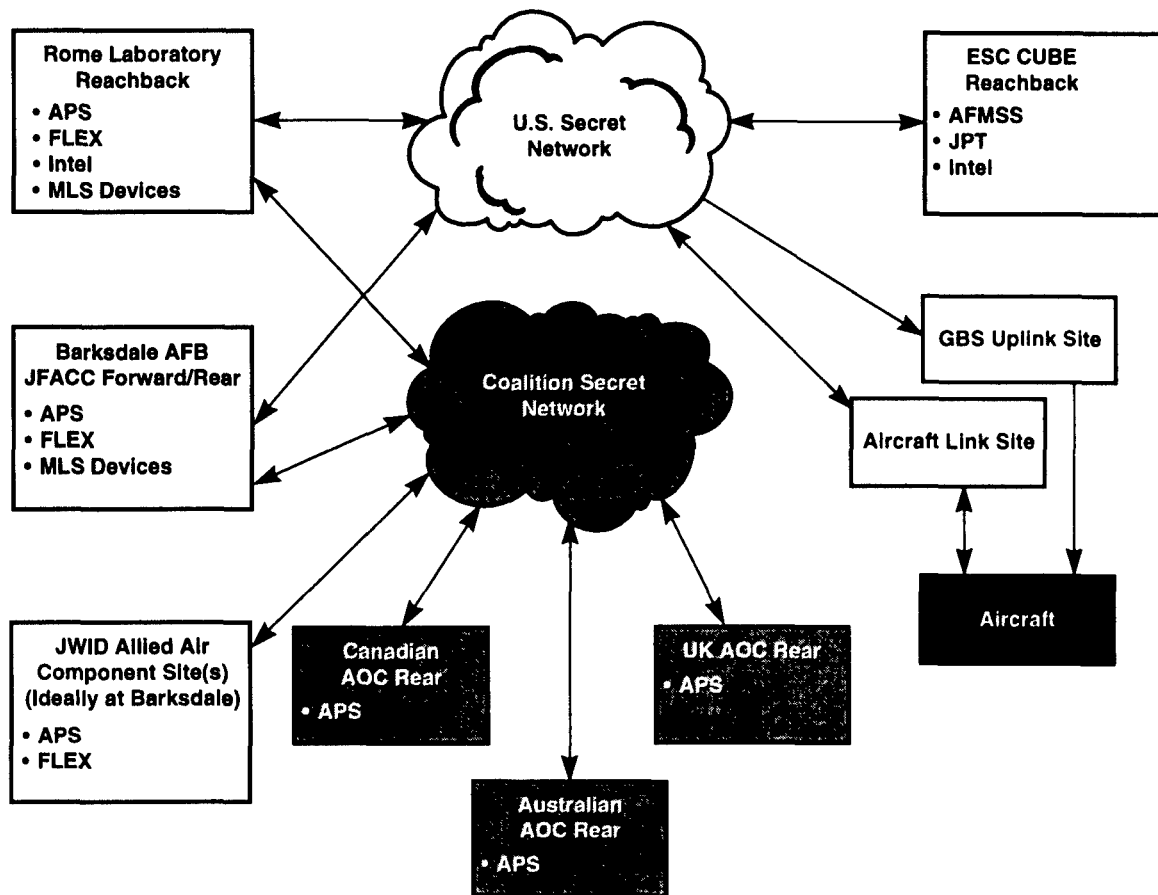 Rome Laboratory
Reachback
• APS
• FLEX
• Intel
• MLS Devices
U.S. Secret
Network
ESC CUBE
Reachback
• AFMSS
• JPT
• Intel
Barksdale AFB
JFACC Forward/Rear
• APS
• FLEX
• MLS Devices
Coalition Secret
Network
GBS Uplink Site
Aircraft Link Site
Aircraft
JWID Allied Air
Component Site(s)
(Ideally at Barksdale)
• APS
• FLEX
Canadian
AOC Rear
• APS
UK AOC Rear
• APS
Australian
AOC Rear
• APS